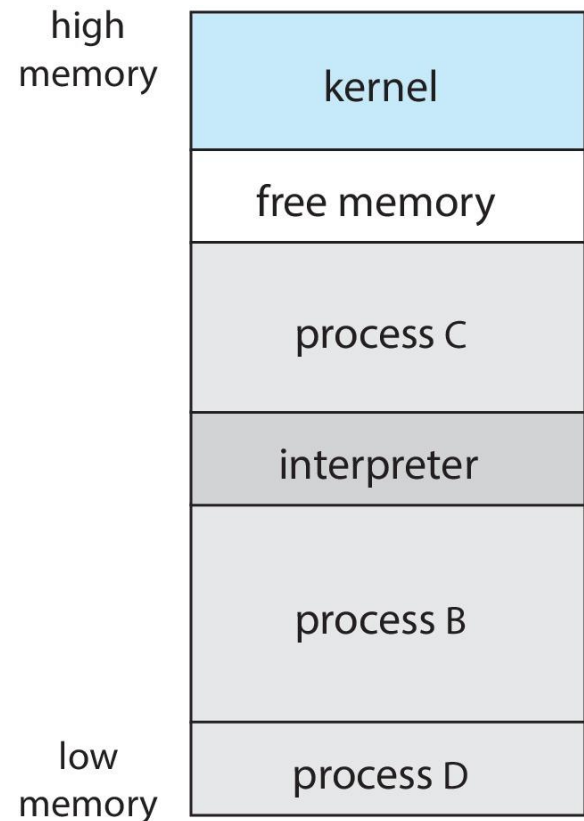 high
memory
kernel
free memory
process C
interpreter
process B
low
memory
process D